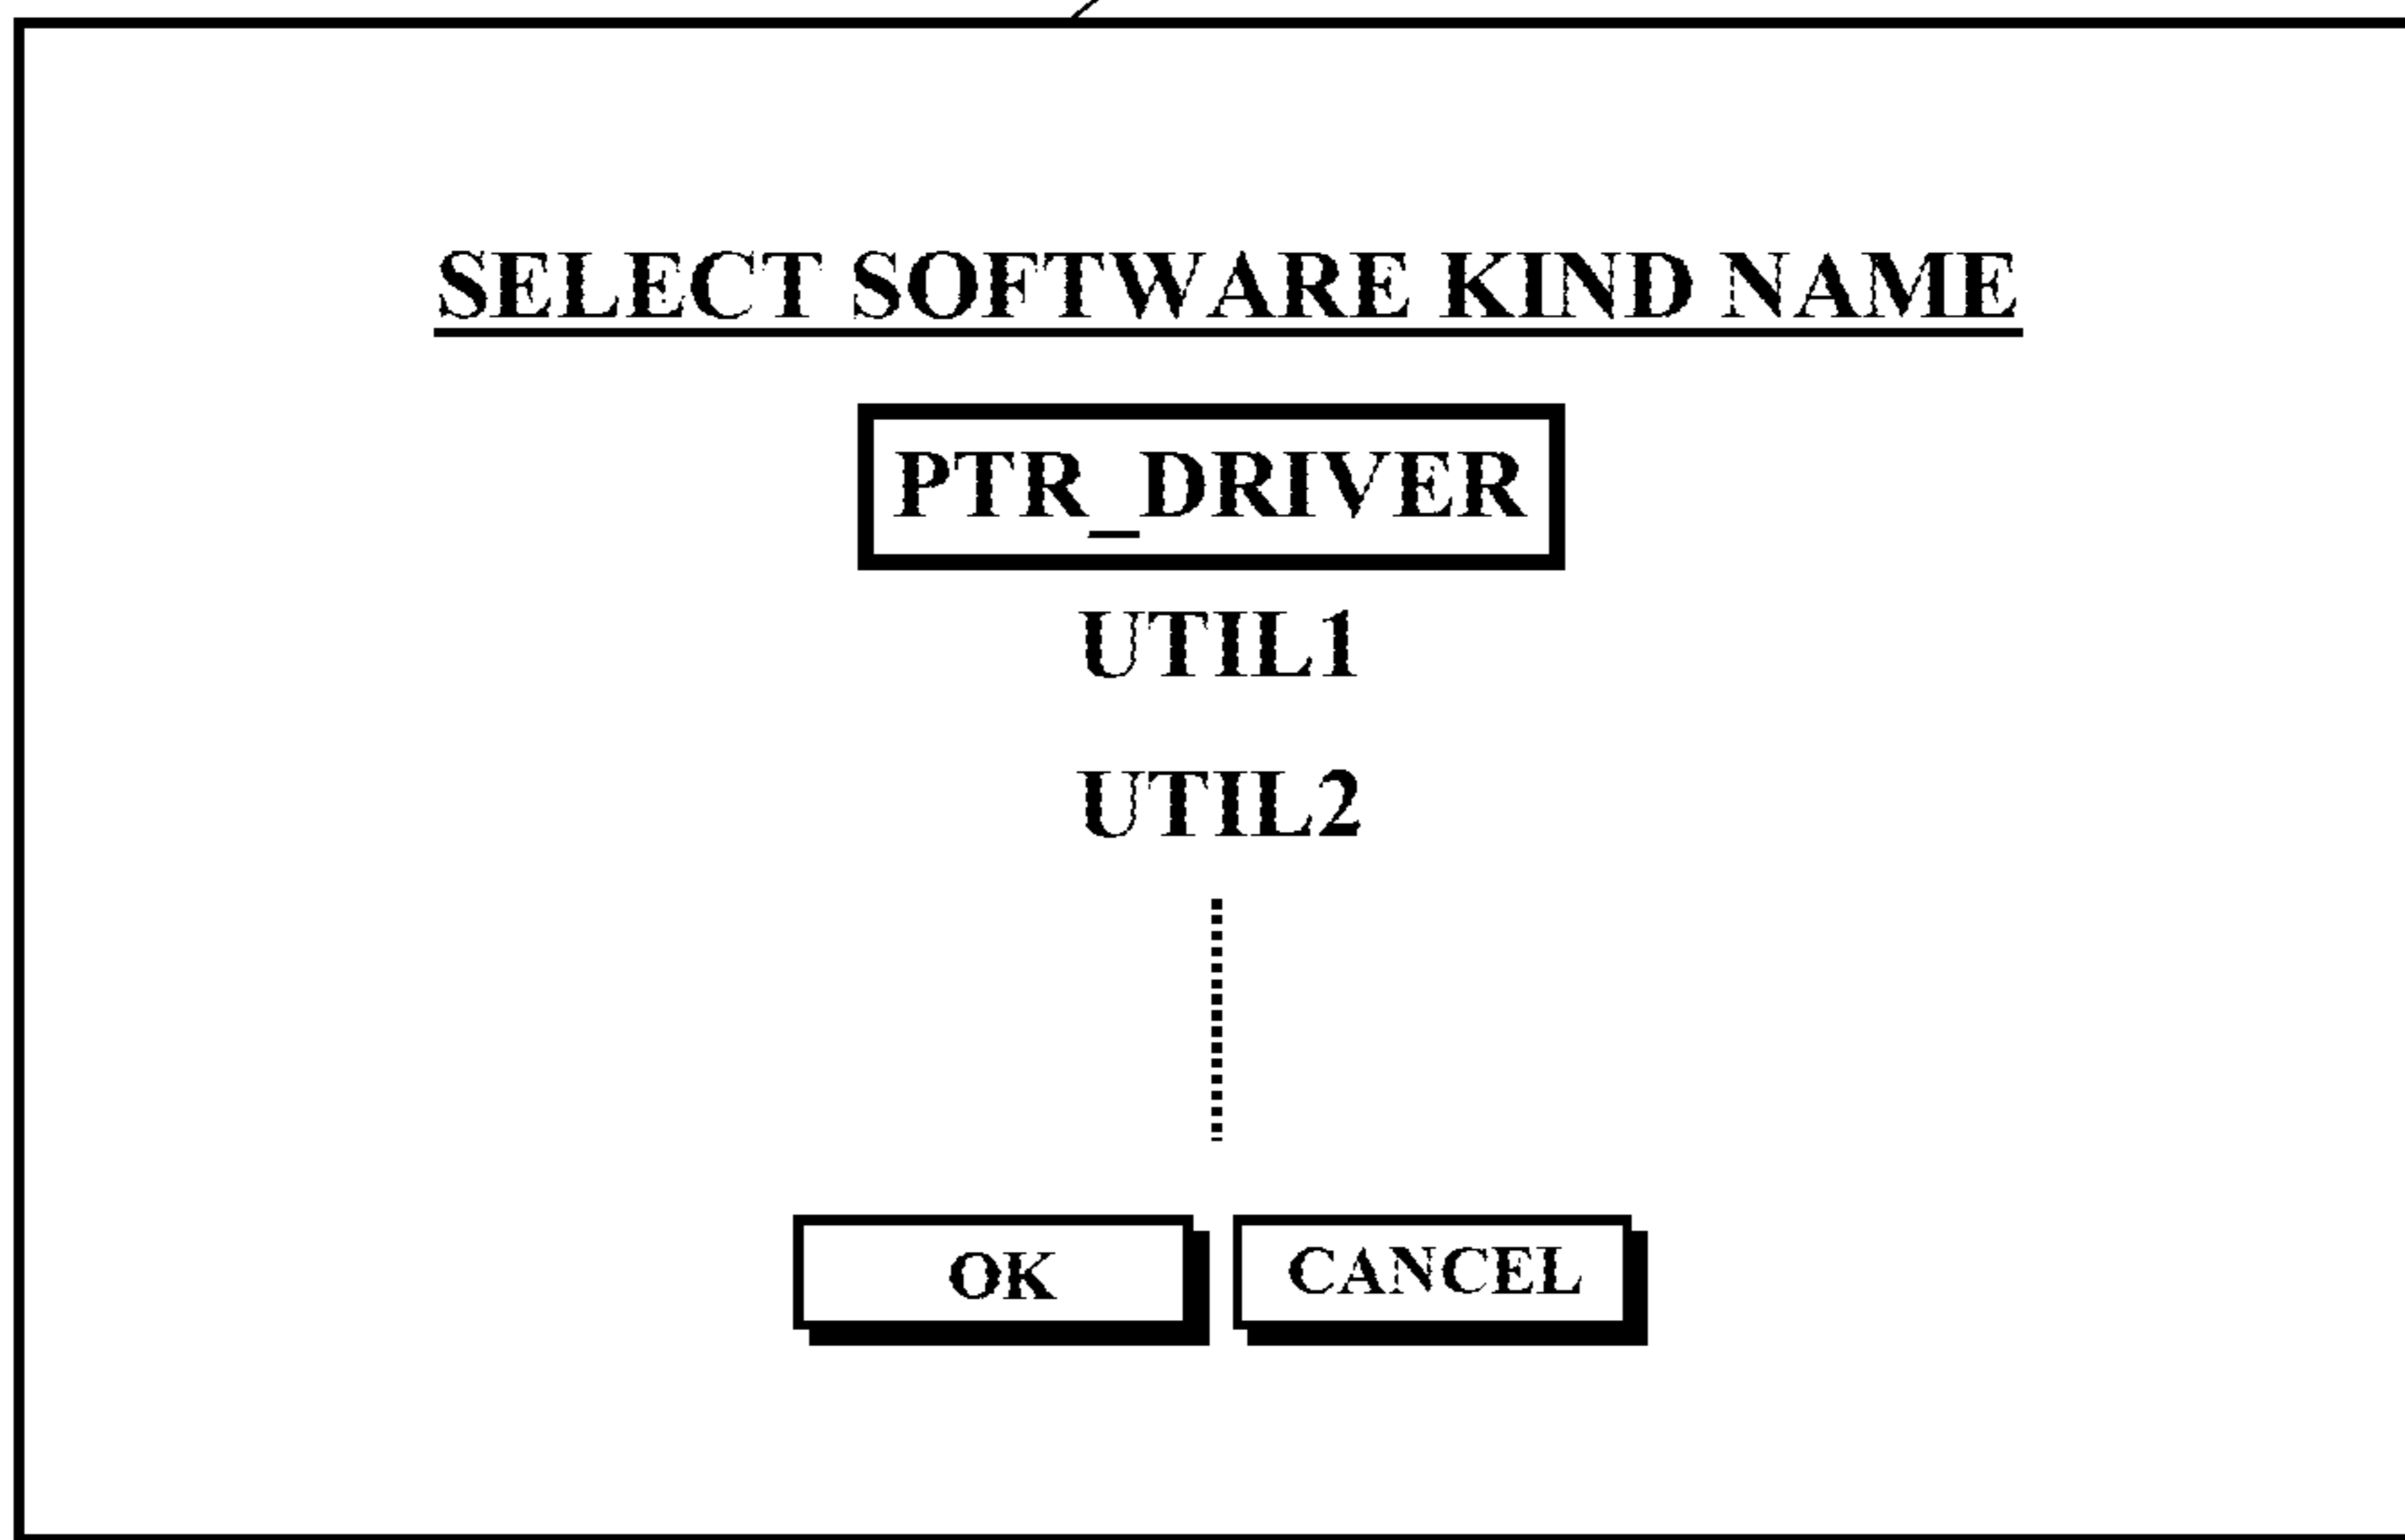 SELECT SOFTWARE KIND NAME
PTR_DRIVER
UTIL1
UTIL2
OK CANCEL